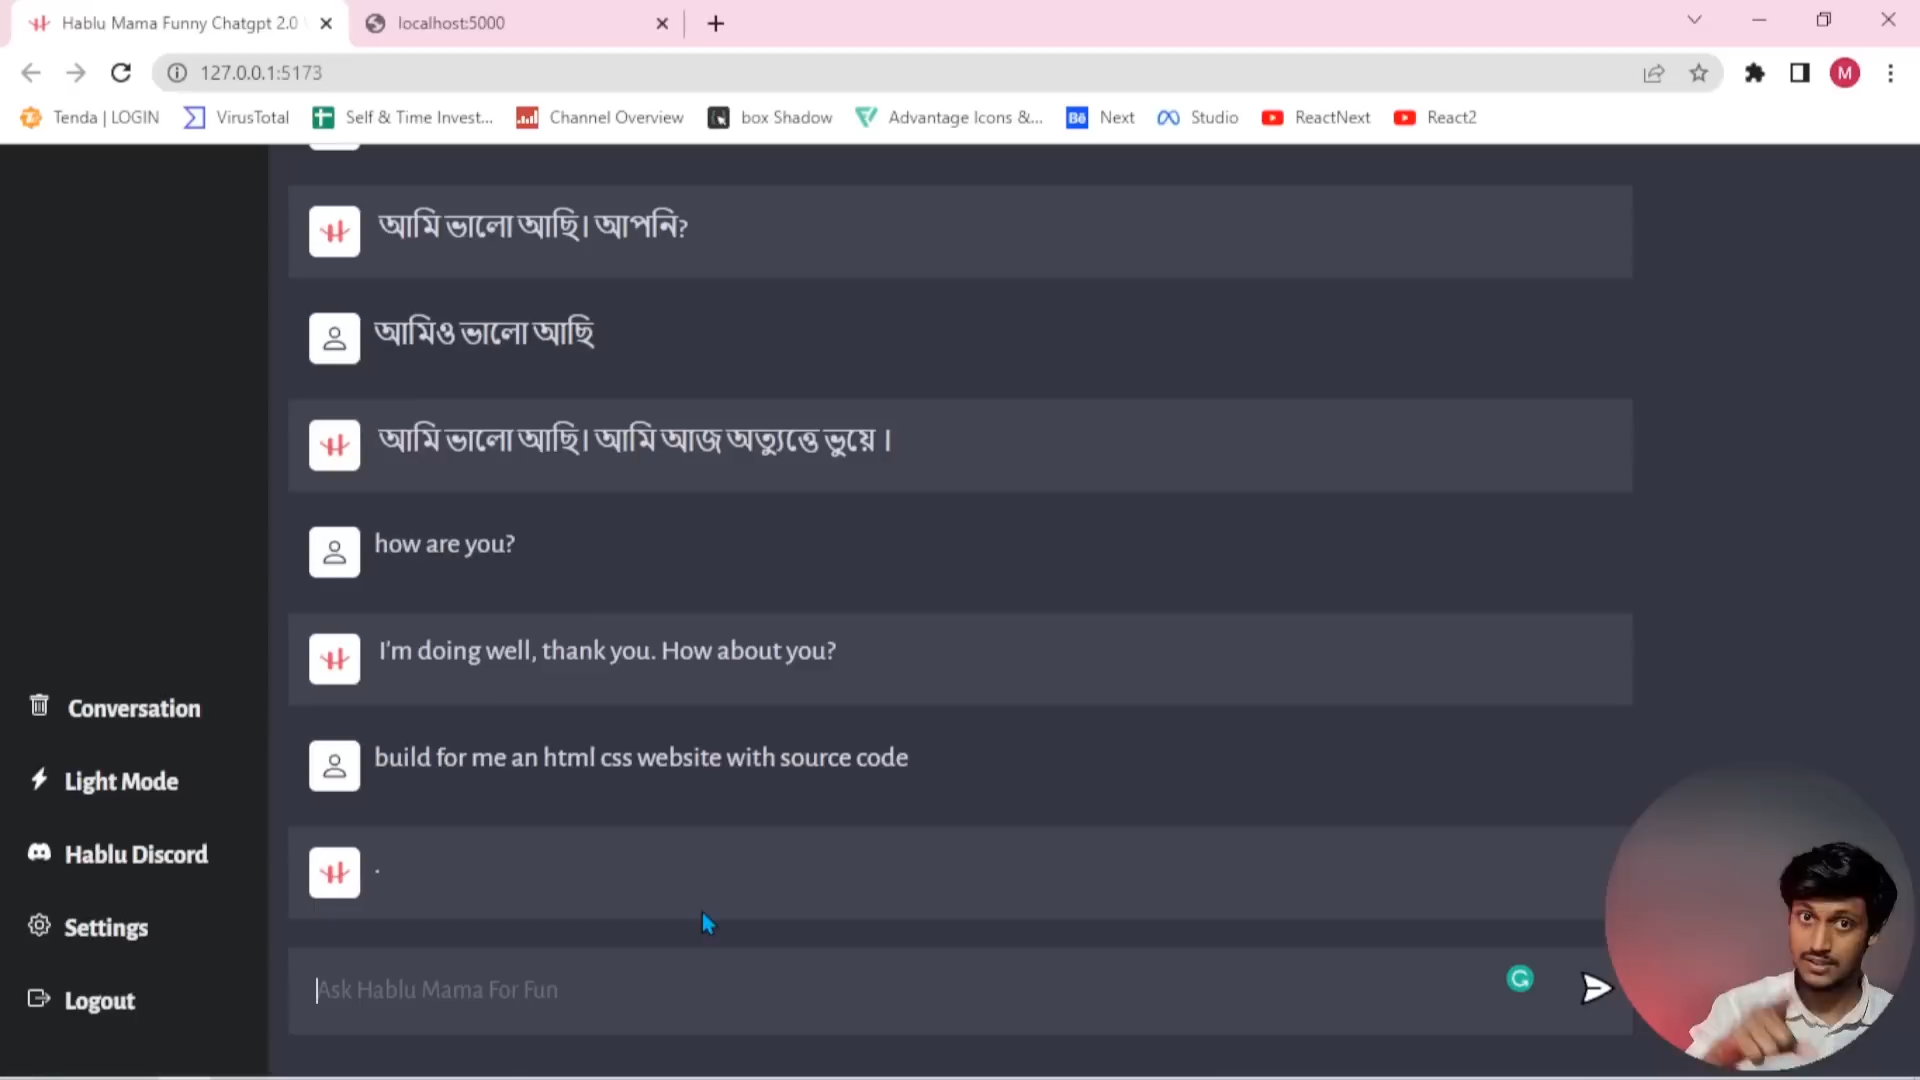 Hablu Mama Funny Chatgpt 2.0
localhost:5000
127.0.0.1:5173
M
Tenda | LOGIN
VirusTotal
Self & Time Invest...
Channel Overview
box Shadow
Advantage Icons &...
Bē
Next
Studio
ReactNext
React2
আমি ভালো আছি। আপনি?
আমিও ভালো আছি
আমি ভালো আছি। আমি আজ অত্যুত্তে ভুয়ে ।
how are you?
I'm doing well, thank you. How about you?
build for me an html css website with source code
.
Conversation
Light Mode
Hablu Discord
Settings
Logout
Ask Hablu Mama For Fun